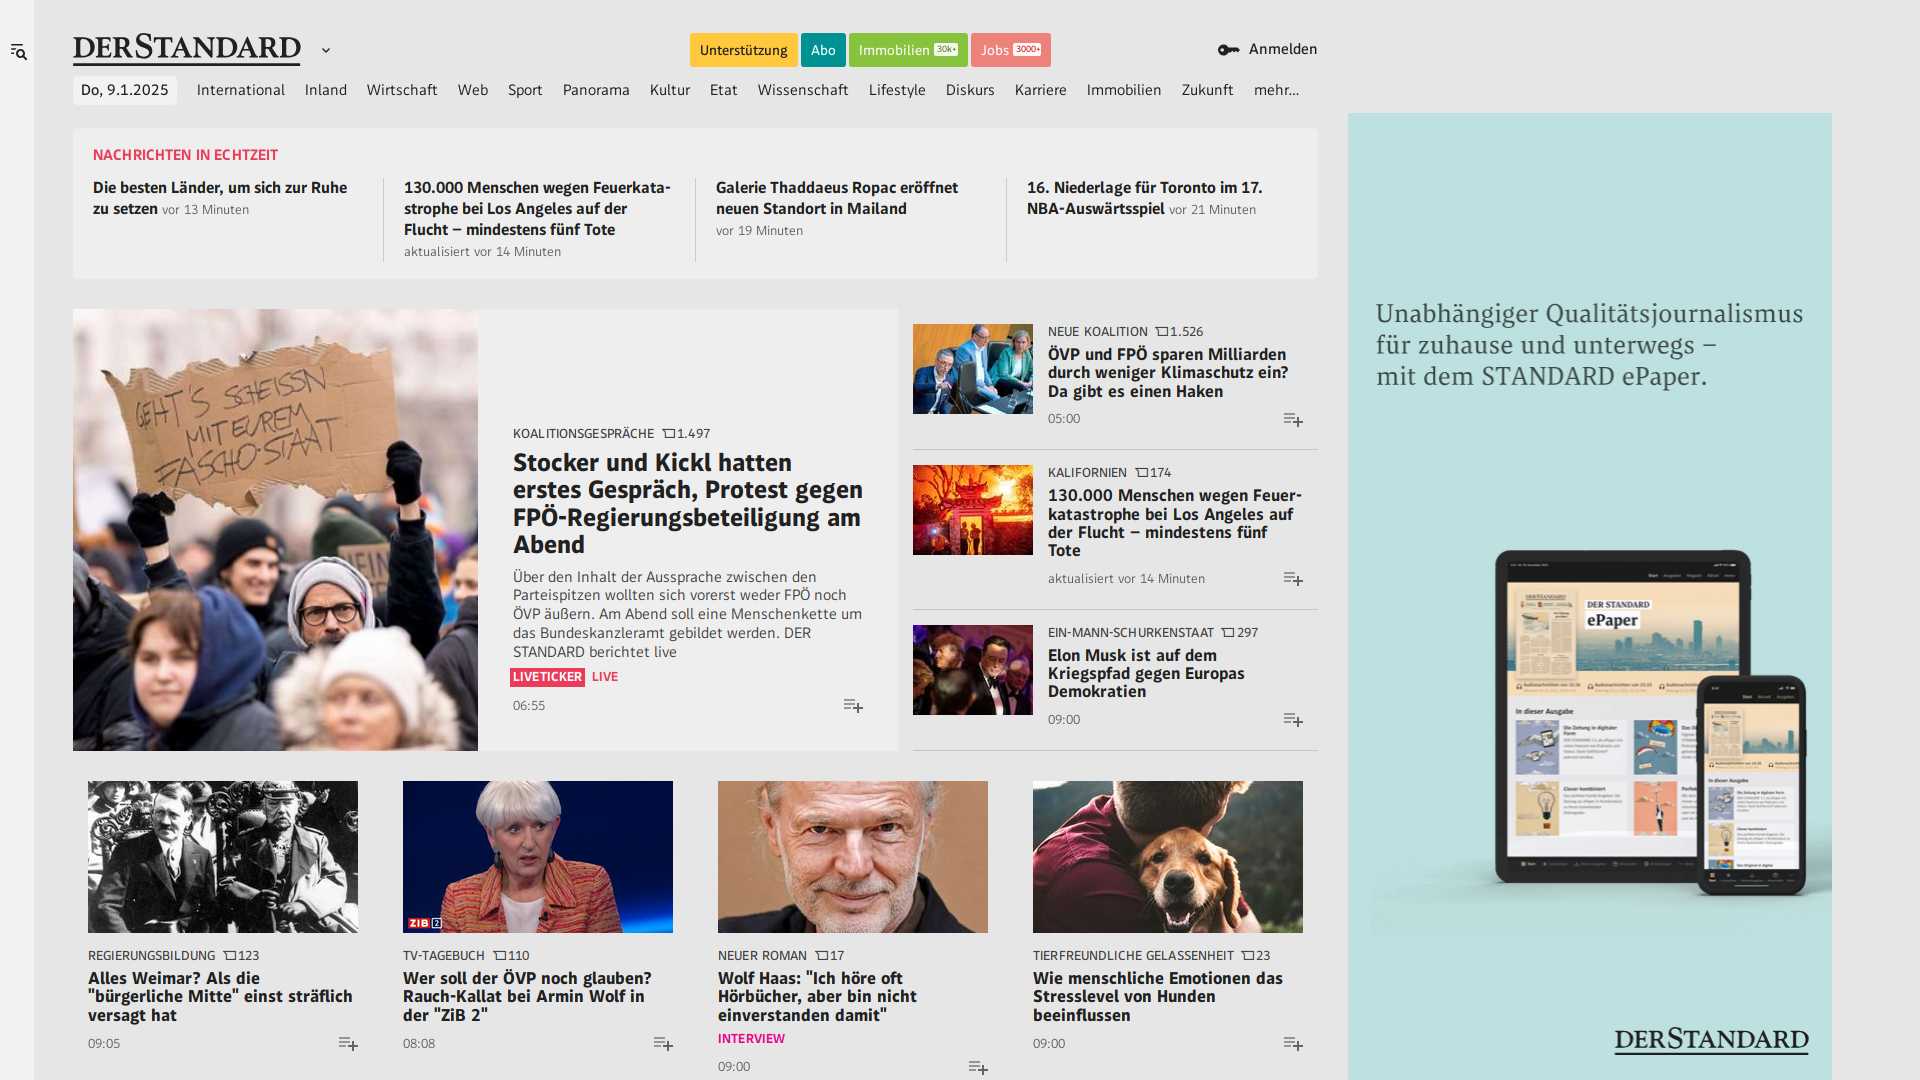 DERSTANDARD
Unterstützung
Abo
Immobilien 30k+
Jobs 3000+
Anmelden
Do, 9.1.2025
International
Inland
Wirtschaft
Web
Sport
Panorama
Kultur
Etat
Wissenschaft
Lifestyle
Diskurs
Karriere
Immobilien
Zukunft
mehr...
NACHRICHTEN IN ECHTZEIT
Die besten Länder, um sich zur Ruhe
zu setzen vor 13 Minuten
130.000 Menschen wegen Feuerkata-
strophe bei Los Angeles auf der
Flucht – mindestens fünf Tote
aktualisiert vor 14 Minuten
Galerie Thaddaeus Ropac eröffnet
neuen Standort in Mailand
vor 19 Minuten
16. Niederlage für Toronto im 17.
NBA-Auswärtsspiel vor 21 Minuten
GEHT'S SCHEISSN
MIT EUREM
FASCHO-STAAT
KOALITIONSGESPRÄCHE 1.497
Stocker und Kickl hatten
erstes Gespräch, Protest gegen
FPÖ-Regierungsbeteiligung am
Abend
Über den Inhalt der Aussprache zwischen den
Parteispitzen wollten sich vorerst weder FPÖ noch
ÖVP äußern. Am Abend soll eine Menschenkette um
das Bundeskanzleramt gebildet werden. DER
STANDARD berichtet live
LIVETICKER LIVE
06:55
NEUE KOALITION 1.526
ÖVP und FPÖ sparen Milliarden
durch weniger Klimaschutz ein?
Da gibt es einen Haken
05:00
KALIFORNIEN 174
130.000 Menschen wegen Feuer-
katastrophe bei Los Angeles auf
der Flucht – mindestens fünf
Tote
aktualisiert vor 14 Minuten
EIN-MANN-SCHURKENSTAAT 297
Elon Musk ist auf dem
Kriegspfad gegen Europas
Demokratien
09:00
REGIERUNGSBILDUNG 123
Alles Weimar? Als die
"bürgerliche Mitte" einst sträflich
versagt hat
09:05
ZIB 2
TV-TAGEBUCH 110
Wer soll der ÖVP noch glauben?
Rauch-Kallat bei Armin Wolf in
der "ZiB 2"
08:08
NEUER ROMAN 17
Wolf Haas: "Ich höre oft
Hörbücher, aber bin nicht
einverstanden damit"
INTERVIEW
09:00
TIERFREUNDLICHE GELASSENHEIT 23
Wie menschliche Emotionen das
Stresslevel von Hunden
beeinflussen
09:00
Unabhängiger Qualitätsjournalismus
für zuhause und unterwegs –
mit dem STANDARD ePaper.
DER STANDARD
ePaper
In dieser Ausgabe
DERSTANDARD